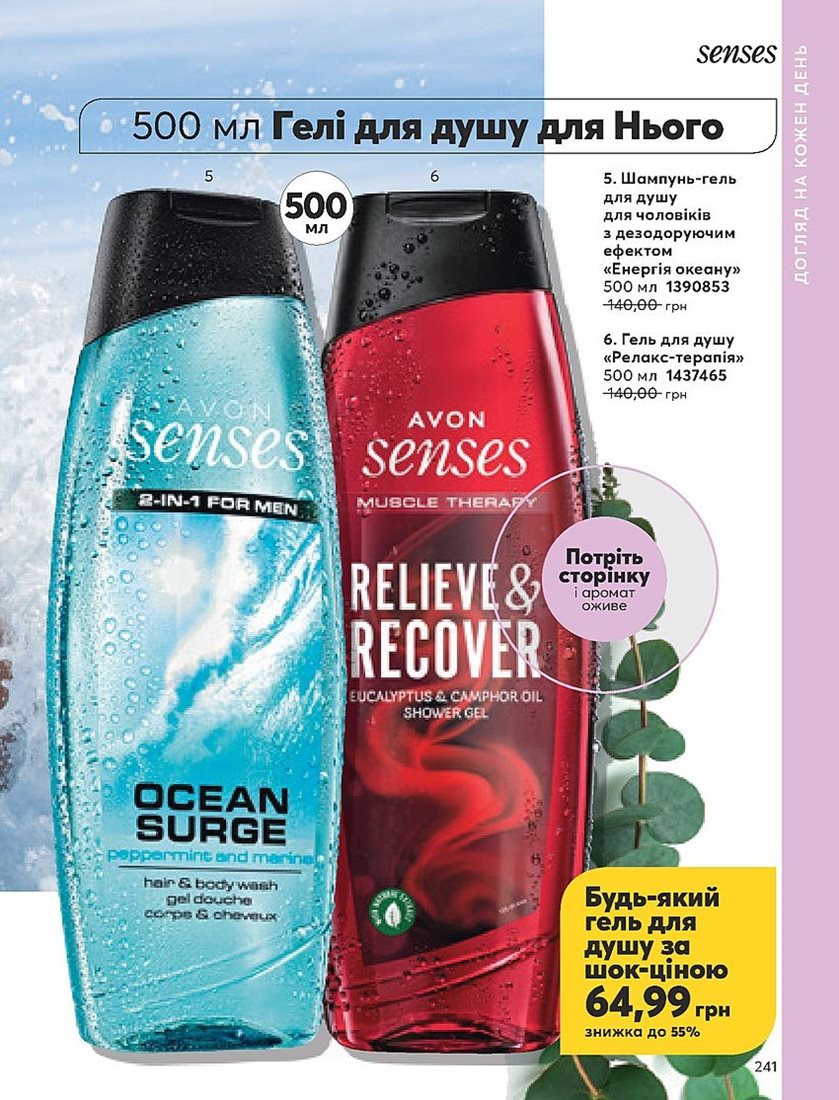 senses
ДОГЛЯД НА КОЖЕН ДЕНЬ
500 мл Гелі для душу для Нього
5
6
500
мл
5. Шампунь-гель
для душу
для чоловіків
з дезодоруючим
ефектом
«Енергія океану»
500 мл 1390853
140,00 грн
6. Гель для душу
«Релакс-терапія»
500 мл 1437465
140,00 грн
AVON
senses
2-IN-1 FOR MEN
OCEAN
SURGE
peppermint and marine
hair & body wash
gel douche
corps & cheveux
AVON
senses
MUSCLE THERAPY
RELIEVE &
RECOVER
EUCALYPTUS & CAMPHOR OIL
SHOWER GEL
Потріть
сторінку
і аромат
оживе
Будь-який
гель для
душу за
шок-ціною
64,99 грн
знижка до 55%
241